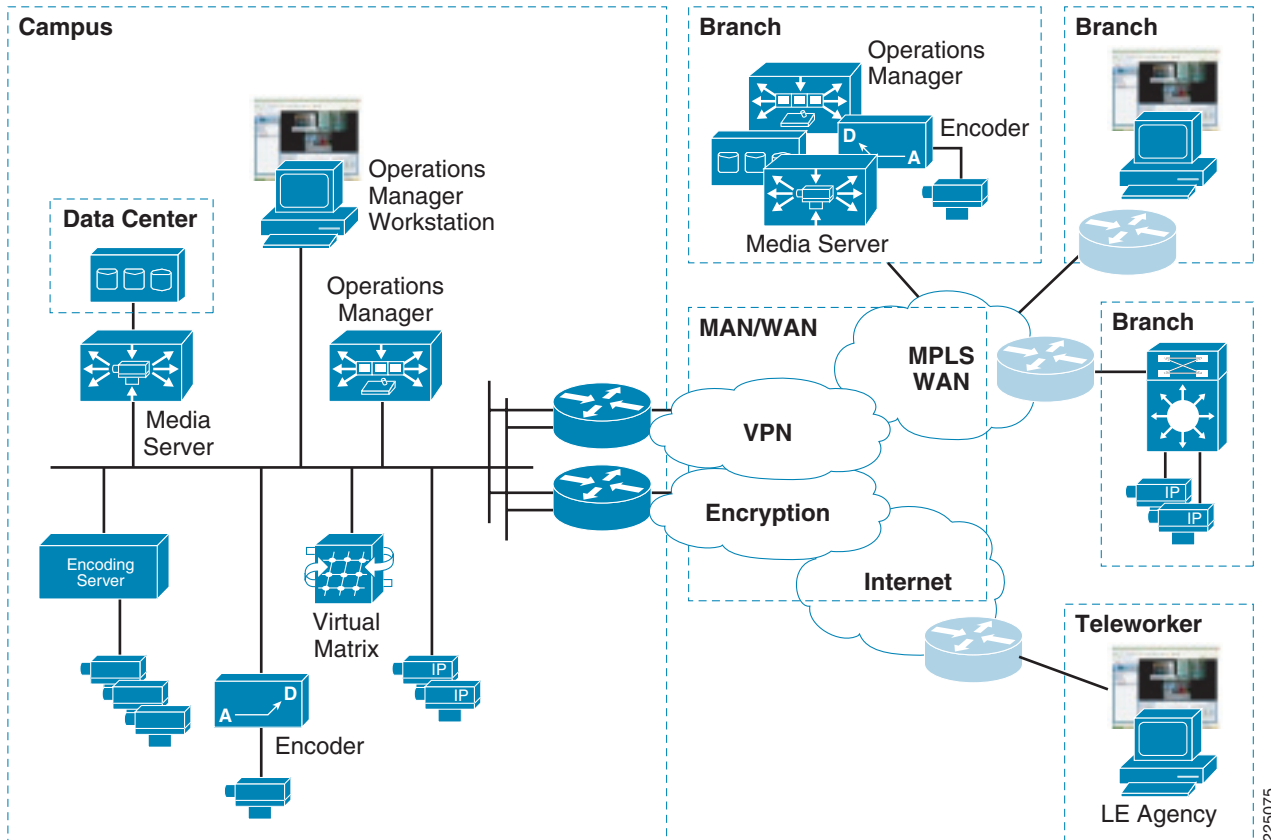 Campus
Operations
Manager
Workstation
Data Center
Operations
Manager
Media
Server
Encoding
Server
Virtual
Matrix
IP
IP
A
D
Encoder
Branch
Operations
Manager
D
A
Encoder
Media Server
Branch
MAN/WAN
MPLS
WAN
VPN
Encryption
Internet
Branch
IP
IP
Teleworker
LE Agency
225075